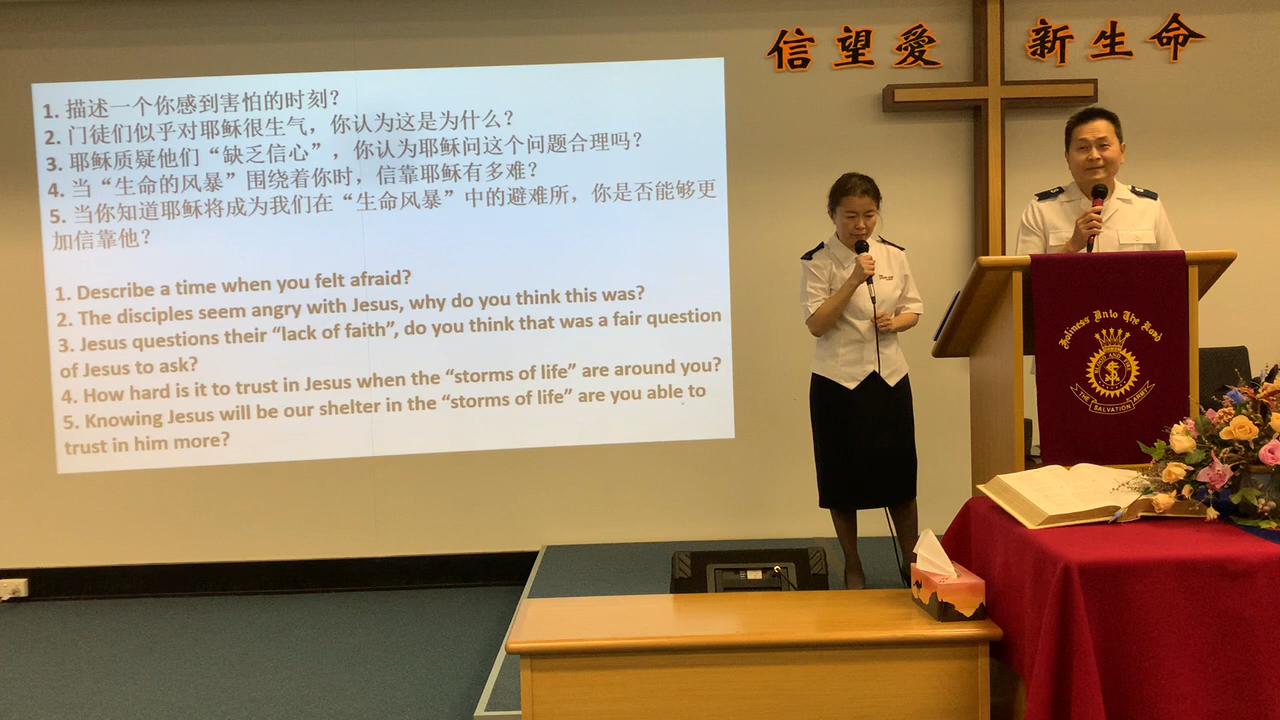 信望愛 新生命
1. 描述一个你感到害怕的时刻？
2. 门徒们似乎对耶稣很生气，你认为这是为什么？
3. 耶稣质疑他们“缺乏信心”，你认为耶稣问这个问题合理吗？
4. 当“生命的风暴”围绕着你时，信靠耶稣有多难？
5. 当你知道耶稣将成为我们在“生命风暴”中的避难所，你是否能够更
加信靠他？
1. Describe a time when you felt afraid?
2. The disciples seem angry with Jesus, why do you think this was?
3. Jesus questions their “lack of faith”, do you think that was a fair question
of Jesus to ask?
4. How hard is it to trust in Jesus when the “storms of life” are around you?
5. Knowing Jesus will be our shelter in the “storms of life” are you able to
trust in him more?
Holiness Unto The Lord
BLOOD AND FIRE
THE SALVATION ARMY